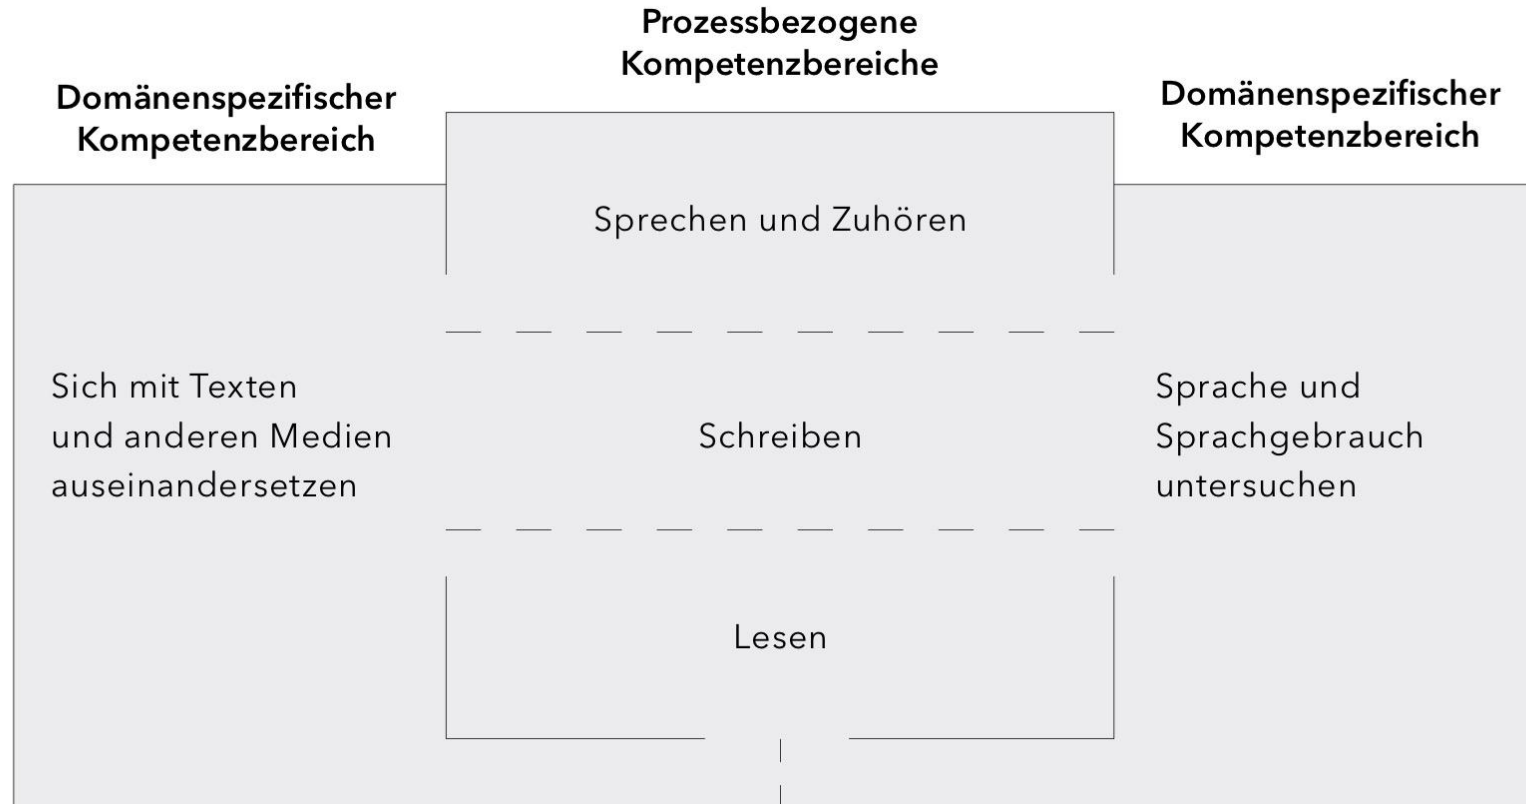 Prozessbezogene
Kompetenzbereiche
Domänenspezifischer
Kompetenzbereich
Domänenspezifischer
Kompetenzbereich
Sprechen und Zuhören
Sich mit Texten
und anderen Medien
auseinandersetzen
Schreiben
Sprache und
Sprachgebrauch
untersuchen
Lesen